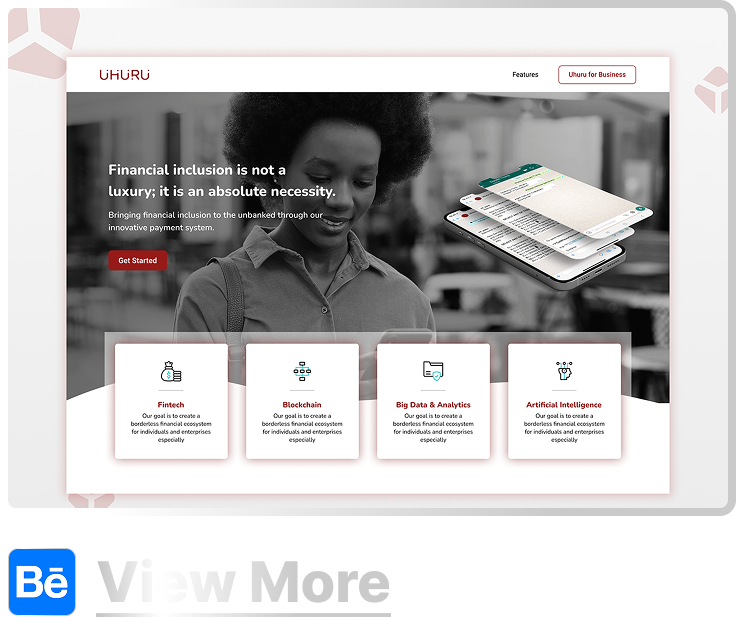 UHURU
Features
Uhuru for Business
Financial inclusion is not a
luxury; it is an absolute necessity.
Bringing financial inclusion to the unbanked through our
innovative payment system.
Get Started
Fintech
Our goal is to create a
borderless financial ecosystem
for individuals and enterprises
especially
Blockchain
Our goal is to create a
borderless financial ecosystem
for individuals and enterprises
especially
Big Data & Analytics
Our goal is to create a
borderless financial ecosystem
for individuals and enterprises
especially
Artificial Intelligence
Our goal is to create a
borderless financial ecosystem
for individuals and enterprises
especially
Bē
View More